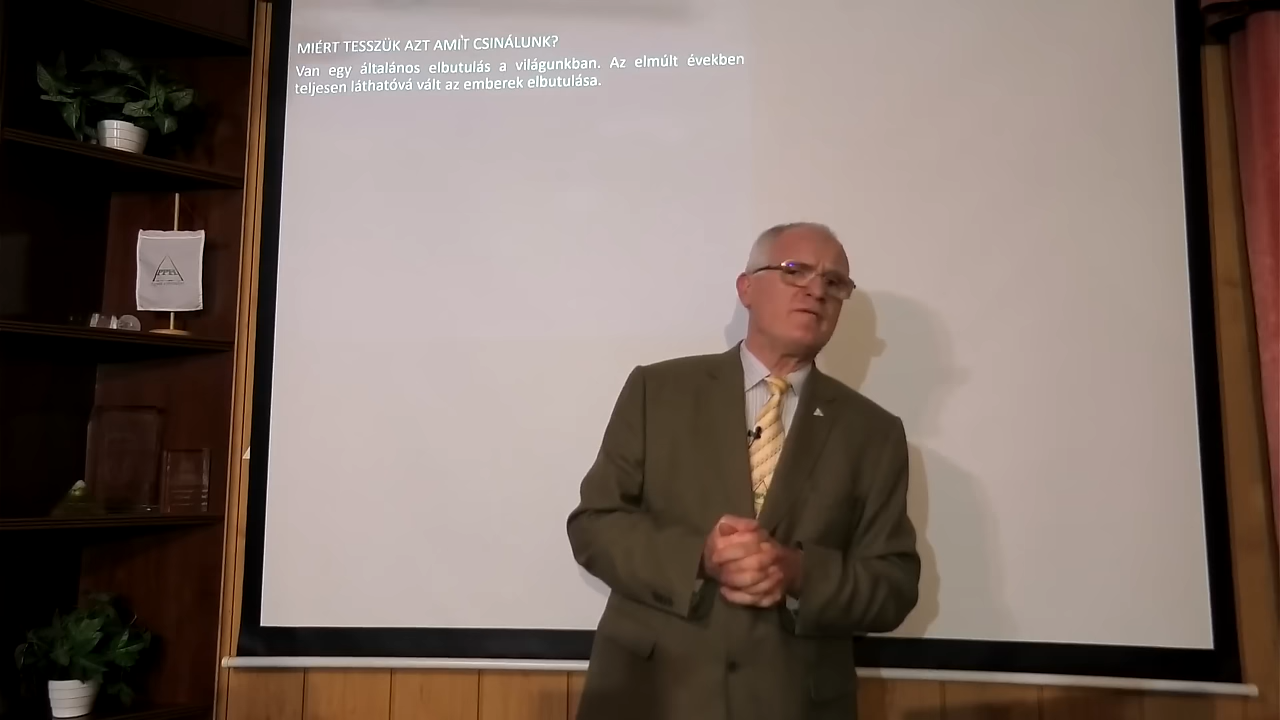 MIÉRT TESSZÜK AZT AMIT CSINÁLUNK?
Van egy általános elbutulás a világunkban. Az elmúlt években
teljesen láthatóvá vált az emberek elbutulása.